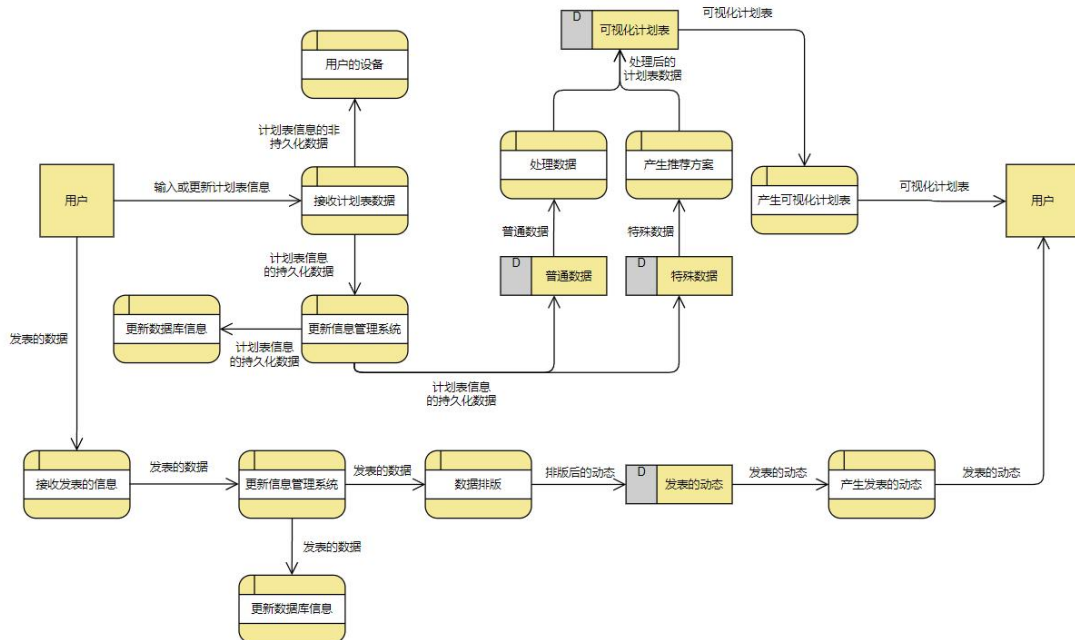 可视化计划表
D
可视化计划表
用户的设备
处理后的
计划表数据
计划表信息的非
持久化数据
处理数据
产生推荐方案
用户
输入或更新计划表信息
接收计划表数据
产生可视化计划表
可视化计划表
用户
普通数据
特殊数据
计划表信息
的持久化数据
D
普通数据
D
特殊数据
发表的数据
更新数据库信息
更新信息管理系统
计划表信息
的持久化数据
计划表信息
的持久化数据
接收发表的信息
发表的数据
更新信息管理系统
发表的数据
数据排版
排版后的动态
D
发表的动态
发表的动态
产生发表的动态
发表的动态
发表的数据
更新数据库信息